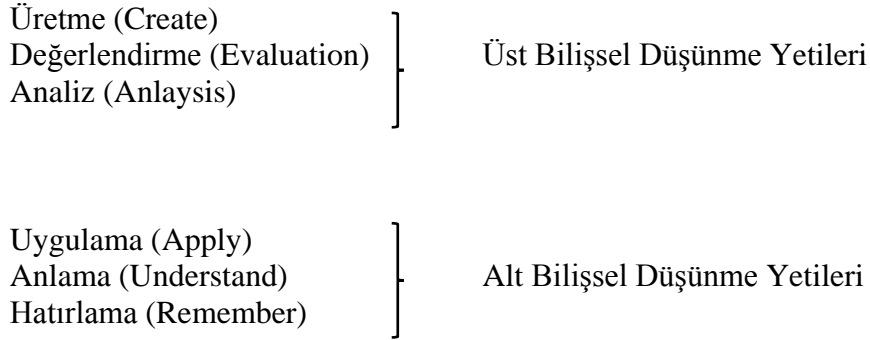 Üretme (Create)
Değerlendirme (Evaluation) Üst Bilişsel Düşünme Yetileri
Analiz (Anlaysis)
Uygulama (Apply)
Anlama (Understand) Alt Bilişsel Düşünme Yetileri
Hatırlama (Remember)